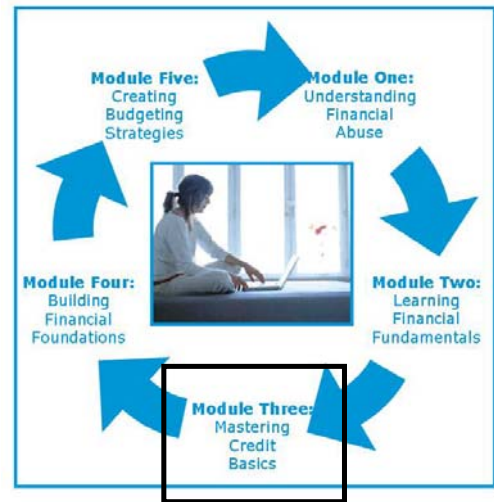 Module One:
Understanding
Financial
Abuse
Module Two:
Learning
Financial
Fundamentals
Module Three:
Mastering
Credit
Basics
Module Four:
Building
Financial
Foundations
Module Five:
Creating
Budgeting
Strategies